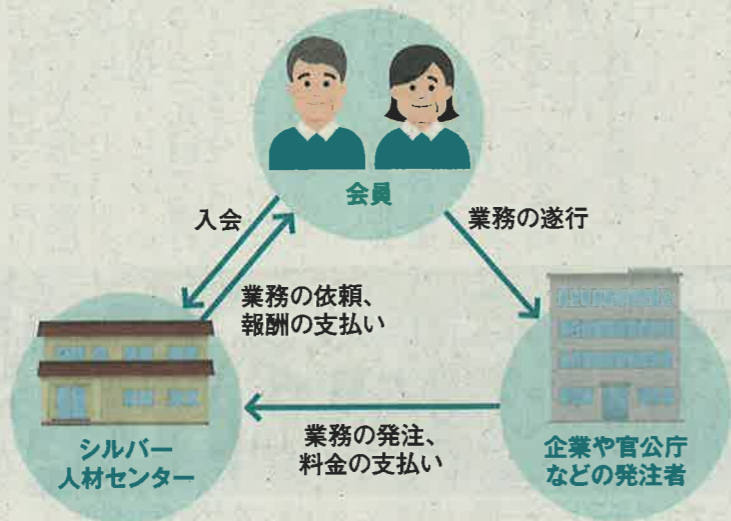 会員
入会
業務の遂行
業務の依頼、
報酬の支払い
シルバー
人材センター
業務の発注、
料金の支払い
企業や官公庁
などの発注者